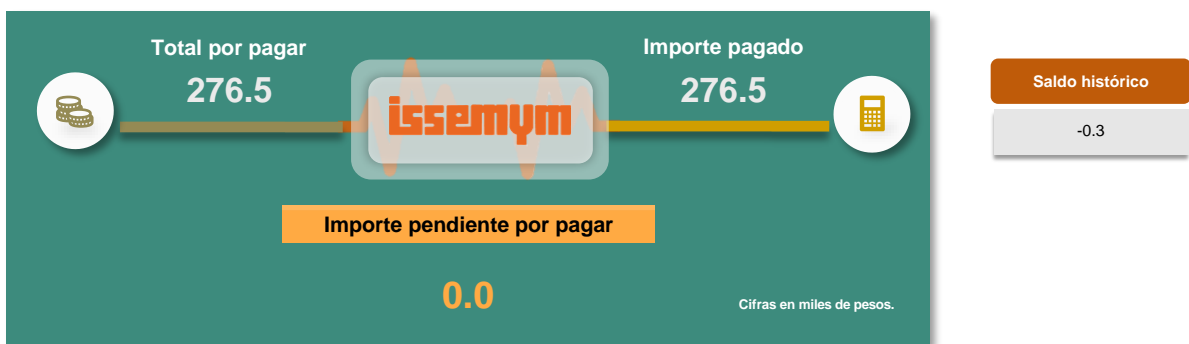 Total por pagar
276.5
issemym
Importe pagado
276.5
Importe pendiente por pagar
0.0
Cifras en miles de pesos.
Saldo histórico
-0.3